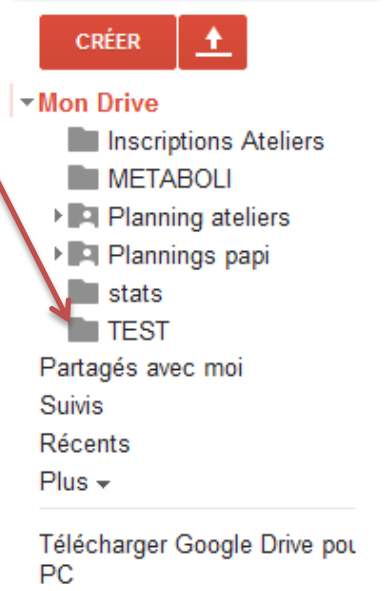 CRÉER
Mon Drive
Inscriptions Ateliers
METABOLI
Planning ateliers
Plannings papi
stats
TEST
Partagés avec moi
Suivis
Récents
Plus
Télécharger Google Drive pou
PC